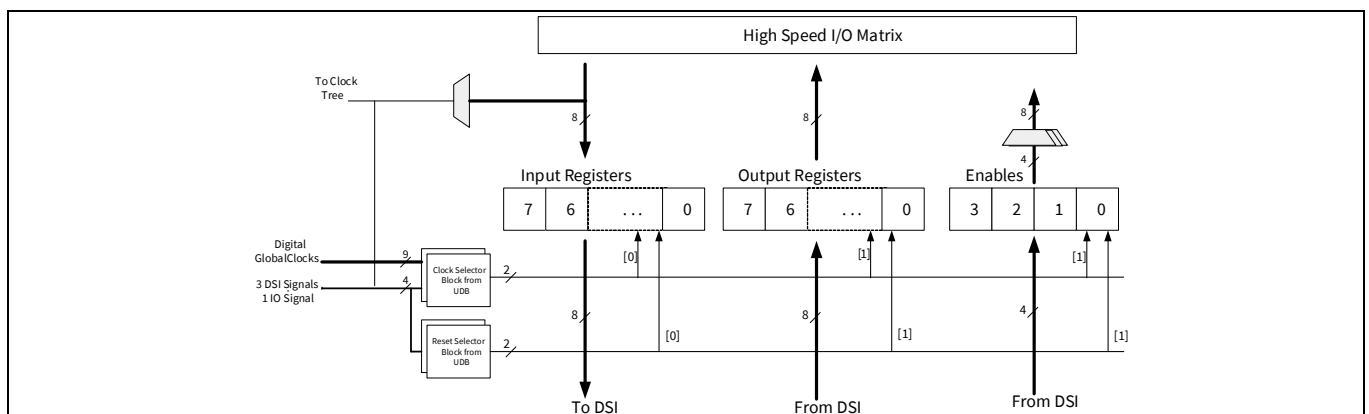 High Speed I/O Matrix
To Clock
Tree
8
8
8
4
Input Registers
Output Registers
Enables
7 6 ... 0
7 6 ... 0
3 2 1 0
[0]
[1]
[1]
Digital
GlobalClocks
9
Clock Selector
Block from
UDB
2
3 DSI Signals
1 IO Signal
4
8
8
4
[0]
[1]
[1]
Reset Selector
Block from
UDB
2
To DSI
From DSI
From DSI